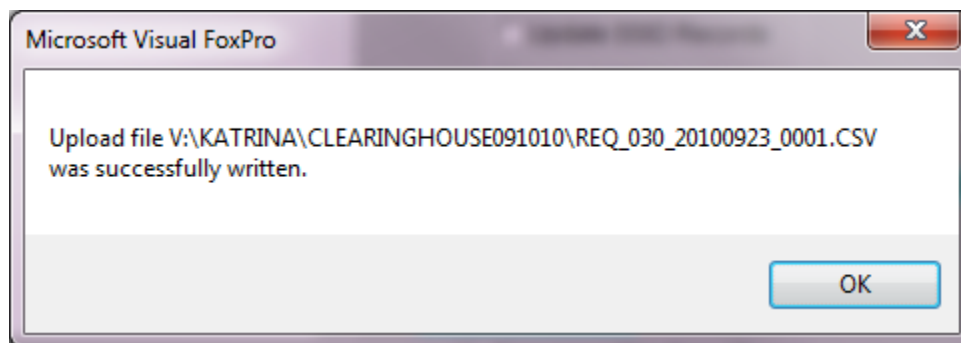 Microsoft Visual FoxPro
Upload file V:\KATRINA\CLEARINGHOUSE091010\REQ_030_20100923_0001.CSV
was successfully written.
OK